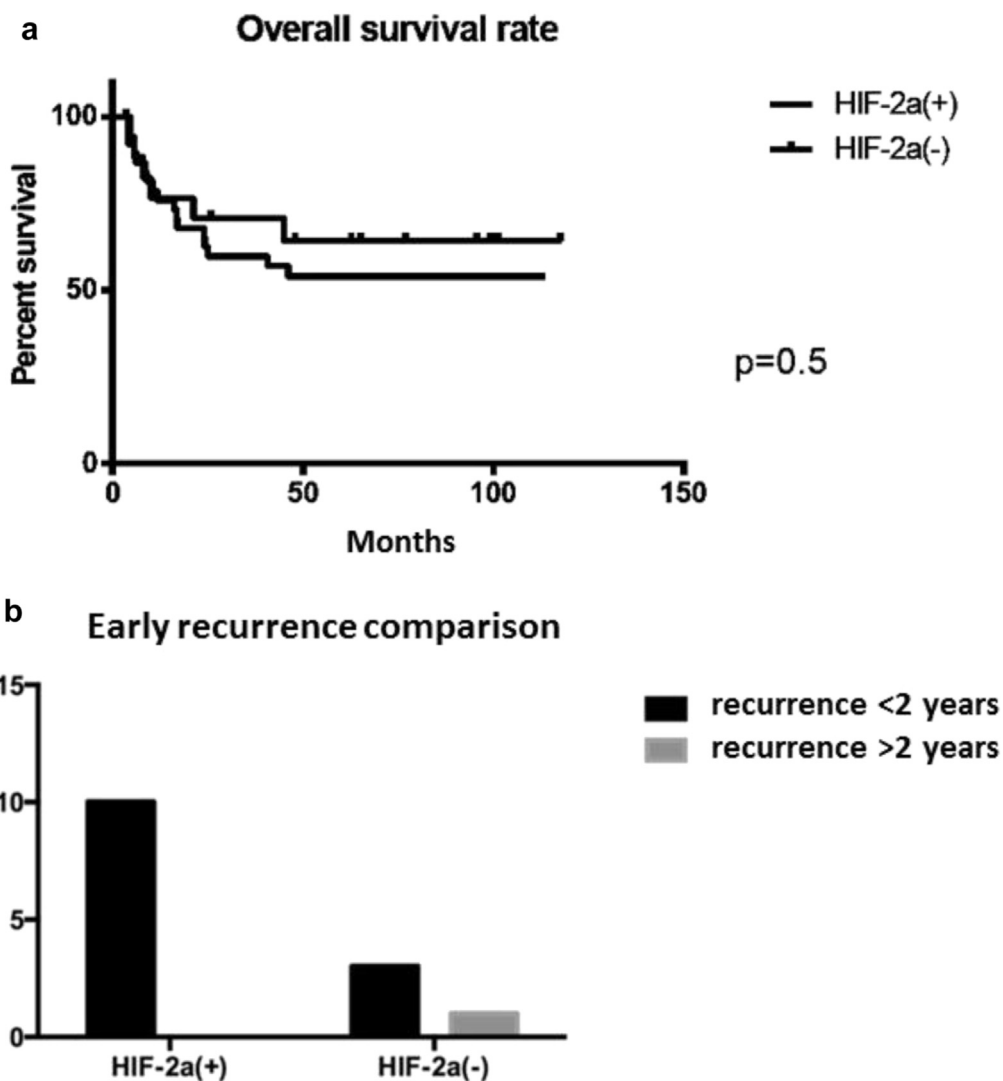 a
Overall survival rate
HIF-2a(+)
HIF-2a(-)
100
50
0
Percent survival
p=0.5
0 50 100 150
Months
b
Early recurrence comparison
15
10
5
0
recurrence <2 years
recurrence >2 years
HIF-2a(+) HIF-2a(-)